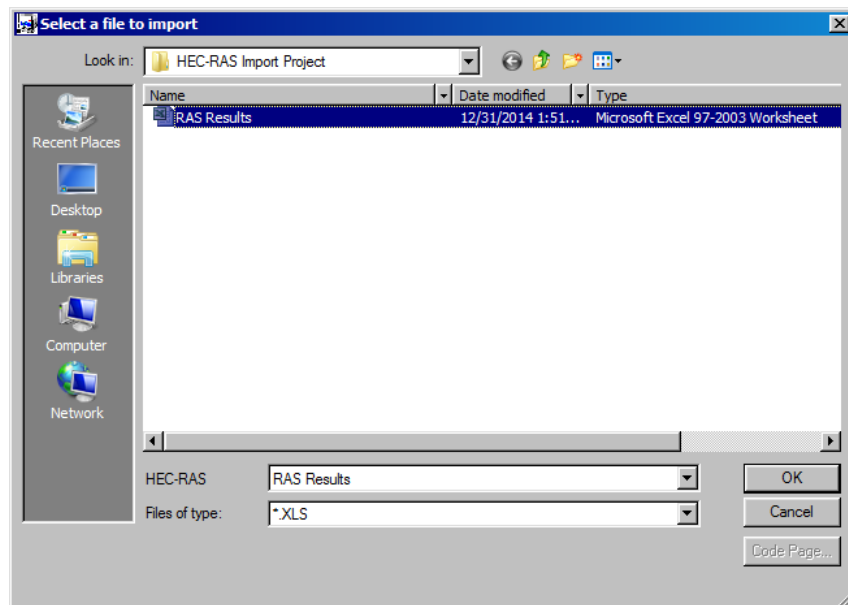 Select a file to import
Look in: HEC-RAS Import Project
Name Date modified Type
RAS Results 12/31/2014 1:51... Microsoft Excel 97-2003 Worksheet
Recent Places
Desktop
Libraries
Computer
Network
HEC-RAS RAS Results OK
Files of type: *.XLS Cancel
Code Page...